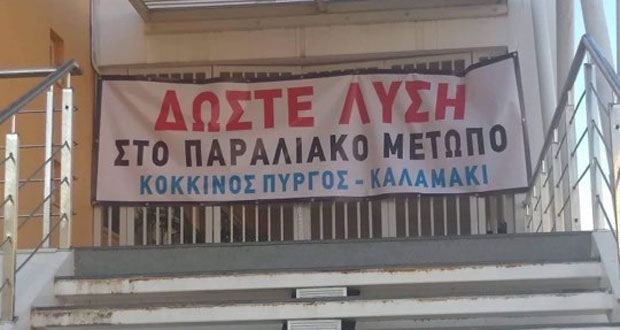 ΔΩΣΤΕ ΛΥΣΗ
ΣΤΟ ΠΑΡΑΛΙΑΚΟ ΜΕΤΩΠΟ
ΚΟΚΚΙΝΟΣ ΠΥΡΓΟΣ - ΚΑΛΑΜΑΚΙ